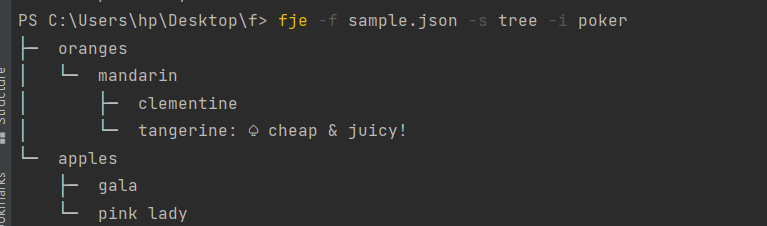 PS C:\Users\hp\Desktop\f> fje -f sample.json -s tree -i poker
├─ oranges
│  └─ mandarin
│     ├─ clementine
│     └─ tangerine: ♤ cheap & juicy!
└─ apples
   ├─ gala
   └─ pink lady
Structure